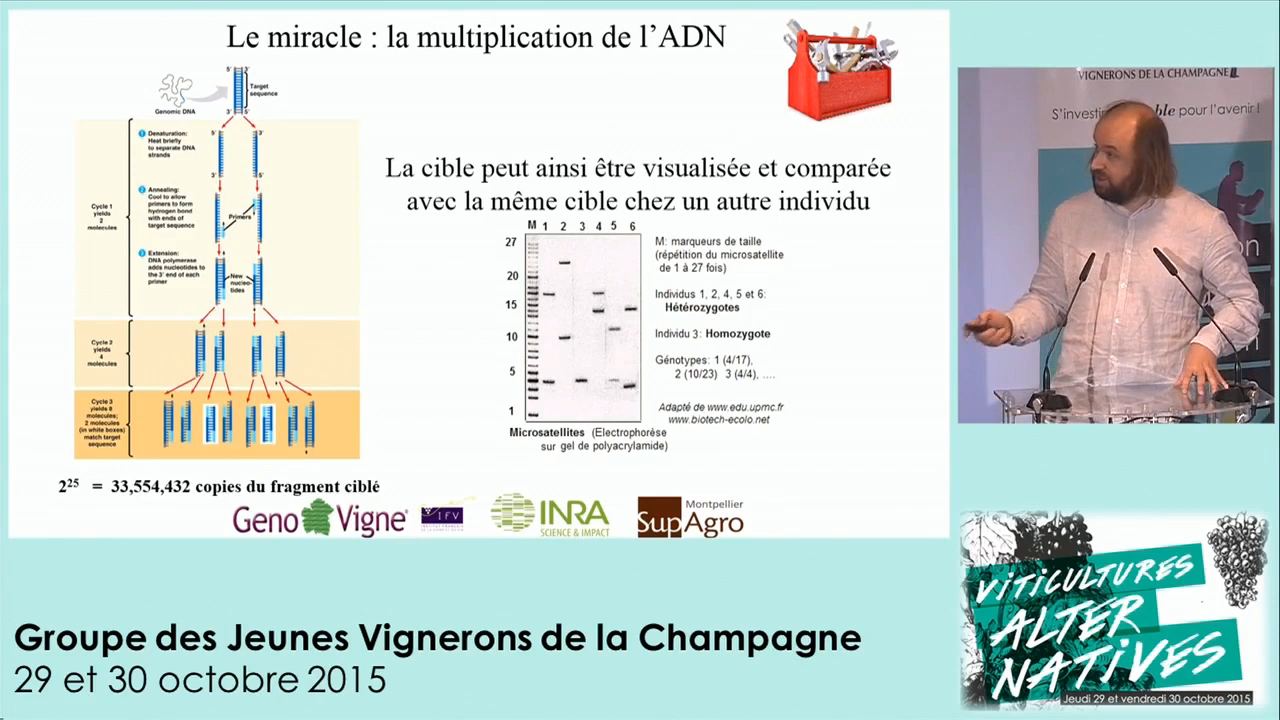 Le miracle : la multiplication de l'ADN
5' 3'
Target
sequence
Genomic DNA
3' 5'
5' 3'
1 Denaturation:
Heat briefly
to separate DNA
strands
3' 5'
2 Annealing:
Cool to allow
primers to form
hydrogen bond
with ends of
target sequence
Cycle 1
yields
2
molecules
Primers
3 Extension:
DNA polymerase
adds nucleotides to
the 3' end of each
primer
New
nucleo-
tides
Cycle 2
yields
4
molecules
Cycle 3
yields 8
molecules;
2 molecules
(in white boxes)
match target
sequence
2²⁵ = 33,554,432 copies du fragment ciblé
La cible peut ainsi être visualisée et comparée
avec la même cible chez un autre individu
M 1 2 3 4 5 6
27
20
15
10
5
1
M: marqueurs de taille
(répétition du microsatellite
de 1 à 27 fois)
Individus 1, 2, 4, 5 et 6:
Hétérozygotes
Individu 3: Homozygote
Génotypes: 1 (4/17),
2 (10/23) 3 (4/4), ....
Adapté de www.edu.upmc.fr
www.biotech-ecolo.net
Microsatellites (Electrophorèse
sur gel de polyacrylamide)
Geno Vigne
IFV
INRA
SCIENCE & IMPACT
Montpellier
SupAgro
VIGNERONS DE LA CHAMPAGNE
pour l'avenir !
VITICULTURES
ALTER
NATIVES
Jeudi 29 et vendredi 30 octobre 2015
Groupe des Jeunes Vignerons de la Champagne
29 et 30 octobre 2015